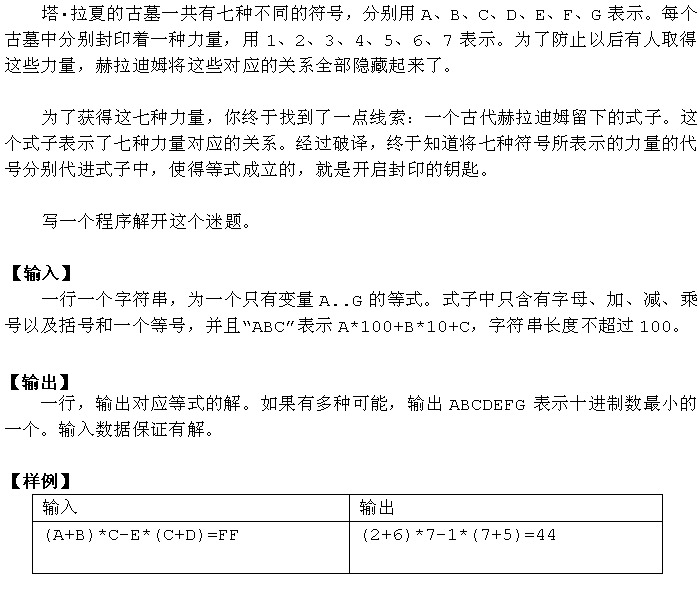 塔·拉夏的古墓一共有七种不同的符号，分别用 A、B、C、D、E、F、G 表示。每个
古墓中分别封印着一种力量，用 1、2、3、4、5、6、7 表示。为了防止以后有人取得
这些力量，赫拉迪姆将这些对应的关系全部隐藏起来了。
为了获得这七种力量，你终于找到了一点线索：一个古代赫拉迪姆留下的式子。这
个式子表示了七种力量对应的关系。经过破译，终于知道将七种符号所表示的力量的代
号分别代进式子中，使得等式成立的，就是开启封印的钥匙。
写一个程序解开这个迷题。
【输入】
一行一个字符串，为一个只有变量 A..G 的等式。式子中只含有字母、加、减、乘
号以及括号和一个等号，并且“ABC”表示 A*100+B*10+C，字符串长度不超过 100。
【输出】
一行，输出对应等式的解。如果有多种可能，输出 ABCDEFG 表示十进制数最小的
一个。输入数据保证有解。
【样例】
输入 输出
(A+B)*C-E*(C+D)=FF (2+6)*7-1*(7+5)=44